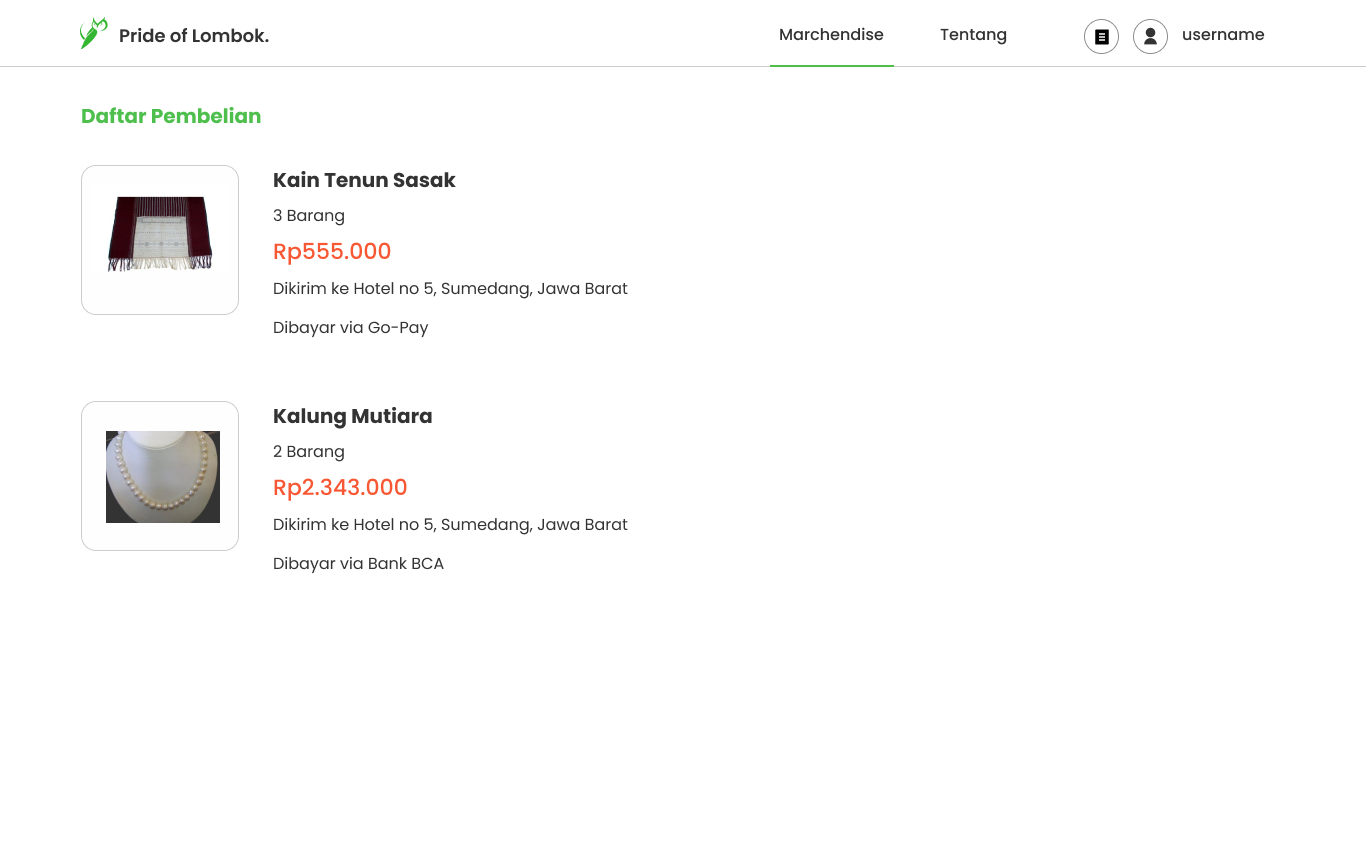 Pride of Lombok.
Marchendise
Tentang
username
Daftar Pembelian
Kain Tenun Sasak
3 Barang
Rp555.000
Dikirim ke Hotel no 5, Sumedang, Jawa Barat
Dibayar via Go-Pay
Kalung Mutiara
2 Barang
Rp2.343.000
Dikirim ke Hotel no 5, Sumedang, Jawa Barat
Dibayar via Bank BCA